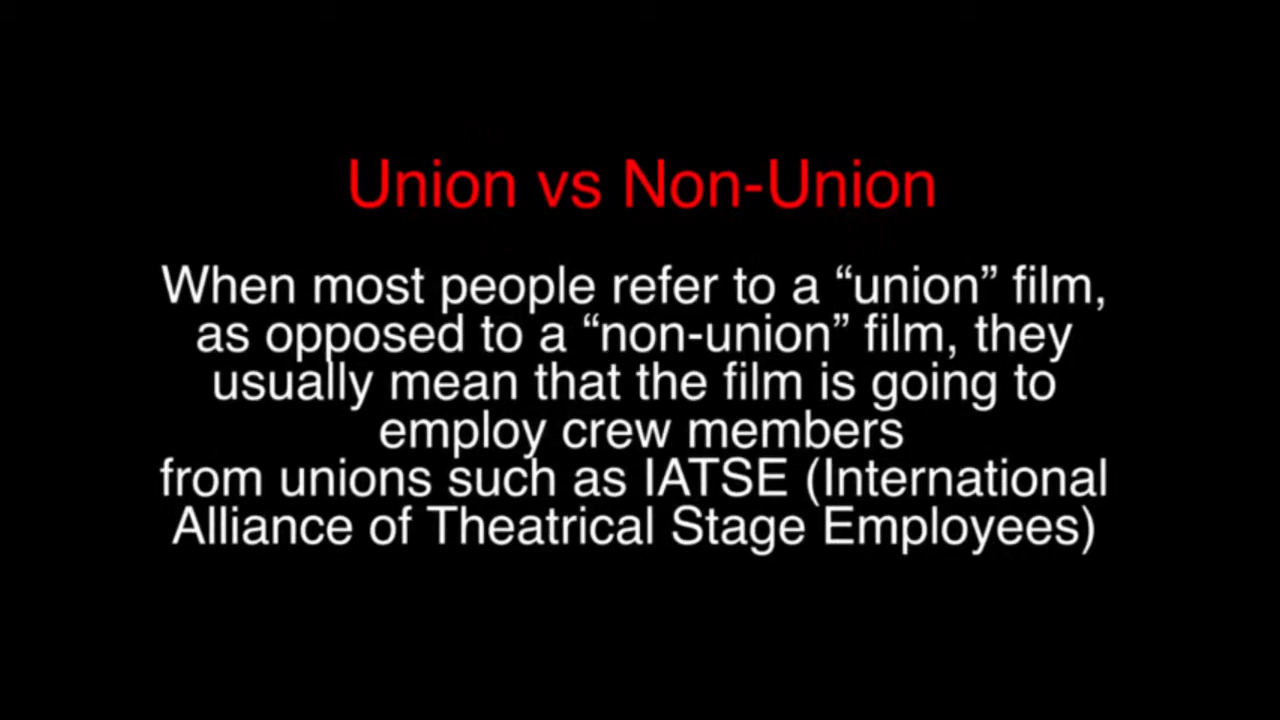 Union vs Non-Union
When most people refer to a “union” film,
as opposed to a “non-union” film, they
usually mean that the film is going to
employ crew members
from unions such as IATSE (International
Alliance of Theatrical Stage Employees)